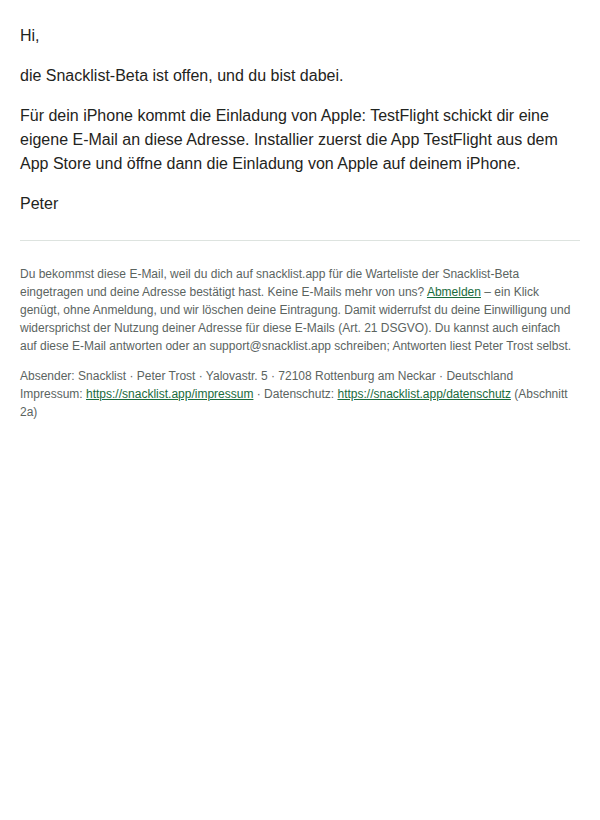 Hi,
die Snacklist-Beta ist offen, und du bist dabei.
Für dein iPhone kommt die Einladung von Apple: TestFlight schickt dir eine
eigene E-Mail an diese Adresse. Installier zuerst die App TestFlight aus dem
App Store und öffne dann die Einladung von Apple auf deinem iPhone.
Peter
Du bekommst diese E-Mail, weil du dich auf snacklist.app für die Warteliste der Snacklist-Beta
eingetragen und deine Adresse bestätigt hast. Keine E-Mails mehr von uns? Abmelden – ein Klick
genügt, ohne Anmeldung, und wir löschen deine Eintragung. Damit widerrufst du deine Einwilligung und
widersprichst der Nutzung deiner Adresse für diese E-Mails (Art. 21 DSGVO). Du kannst auch einfach
auf diese E-Mail antworten oder an support@snacklist.app schreiben; Antworten liest Peter Trost selbst.
Absender: Snacklist · Peter Trost · Yalovastr. 5 · 72108 Rottenburg am Neckar · Deutschland
Impressum: https://snacklist.app/impressum · Datenschutz: https://snacklist.app/datenschutz (Abschnitt
2a)